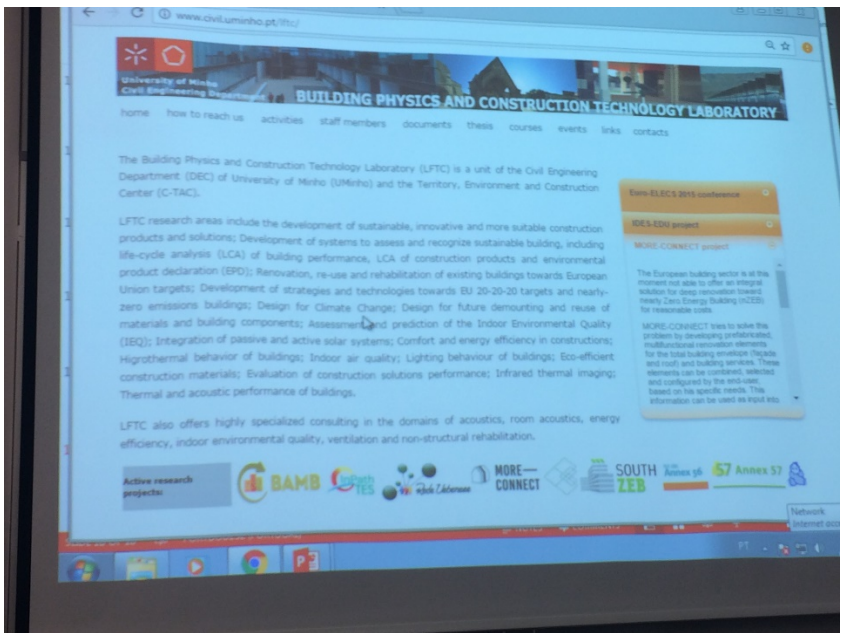 www.civil.uminho.pt/lftc/
University of Minho
Civil Engineering Department
BUILDING PHYSICS AND CONSTRUCTION TECHNOLOGY LABORATORY
home how to reach us activities staff members documents thesis courses events links contacts
The Building Physics and Construction Technology Laboratory (LFTC) is a unit of the Civil Engineering
Department (DEC) of University of Minho (UMinho) and the Territory, Environment and Construction
Center (C-TAC).
LFTC research areas include the development of sustainable, innovative and more suitable construction
products and solutions; Development of systems to assess and recognize sustainable building, including
life-cycle analysis (LCA) of building performance, LCA of construction products and environmental
product declaration (EPD); Renovation, re-use and rehabilitation of existing buildings towards European
Union targets; Development of strategies and technologies towards EU 20-20-20 targets and nearly-
zero emissions buildings; Design for Climate Change; Design for future demounting and reuse of
materials and building components; Assessment and prediction of the Indoor Environmental Quality
(IEQ); Integration of passive and active solar systems; Comfort and energy efficiency in constructions;
Higrothermal behavior of buildings; Indoor air quality; Lighting behaviour of buildings; Eco-efficient
construction materials; Evaluation of construction solutions performance; Infrared thermal imaging;
Thermal and acoustic performance of buildings.
LFTC also offers highly specialized consulting in the domains of acoustics, room acoustics, energy
efficiency, indoor environmental quality, ventilation and non-structural rehabilitation.
Euro-ELECS 2015 conference
IDES-EDU project
MORE-CONNECT project
The European building sector is at this
moment not able to offer an integral
solution for deep renovation toward
nearly Zero Energy Building (nZEB)
for reasonable costs.
MORE-CONNECT tries to solve this
problem by developing prefabricated,
multifunctional renovation elements
for the total building envelope (façade
and roof) and building services. These
elements can be combined, selected
and configured by the end-user,
based on his specific needs. This
information can be used as input into
Active research
projects:
BAMB
InPath
TES
MORE—
CONNECT
SOUTH
ZEB
Annex 56
57 Annex 57
Network
Internet acc
PT